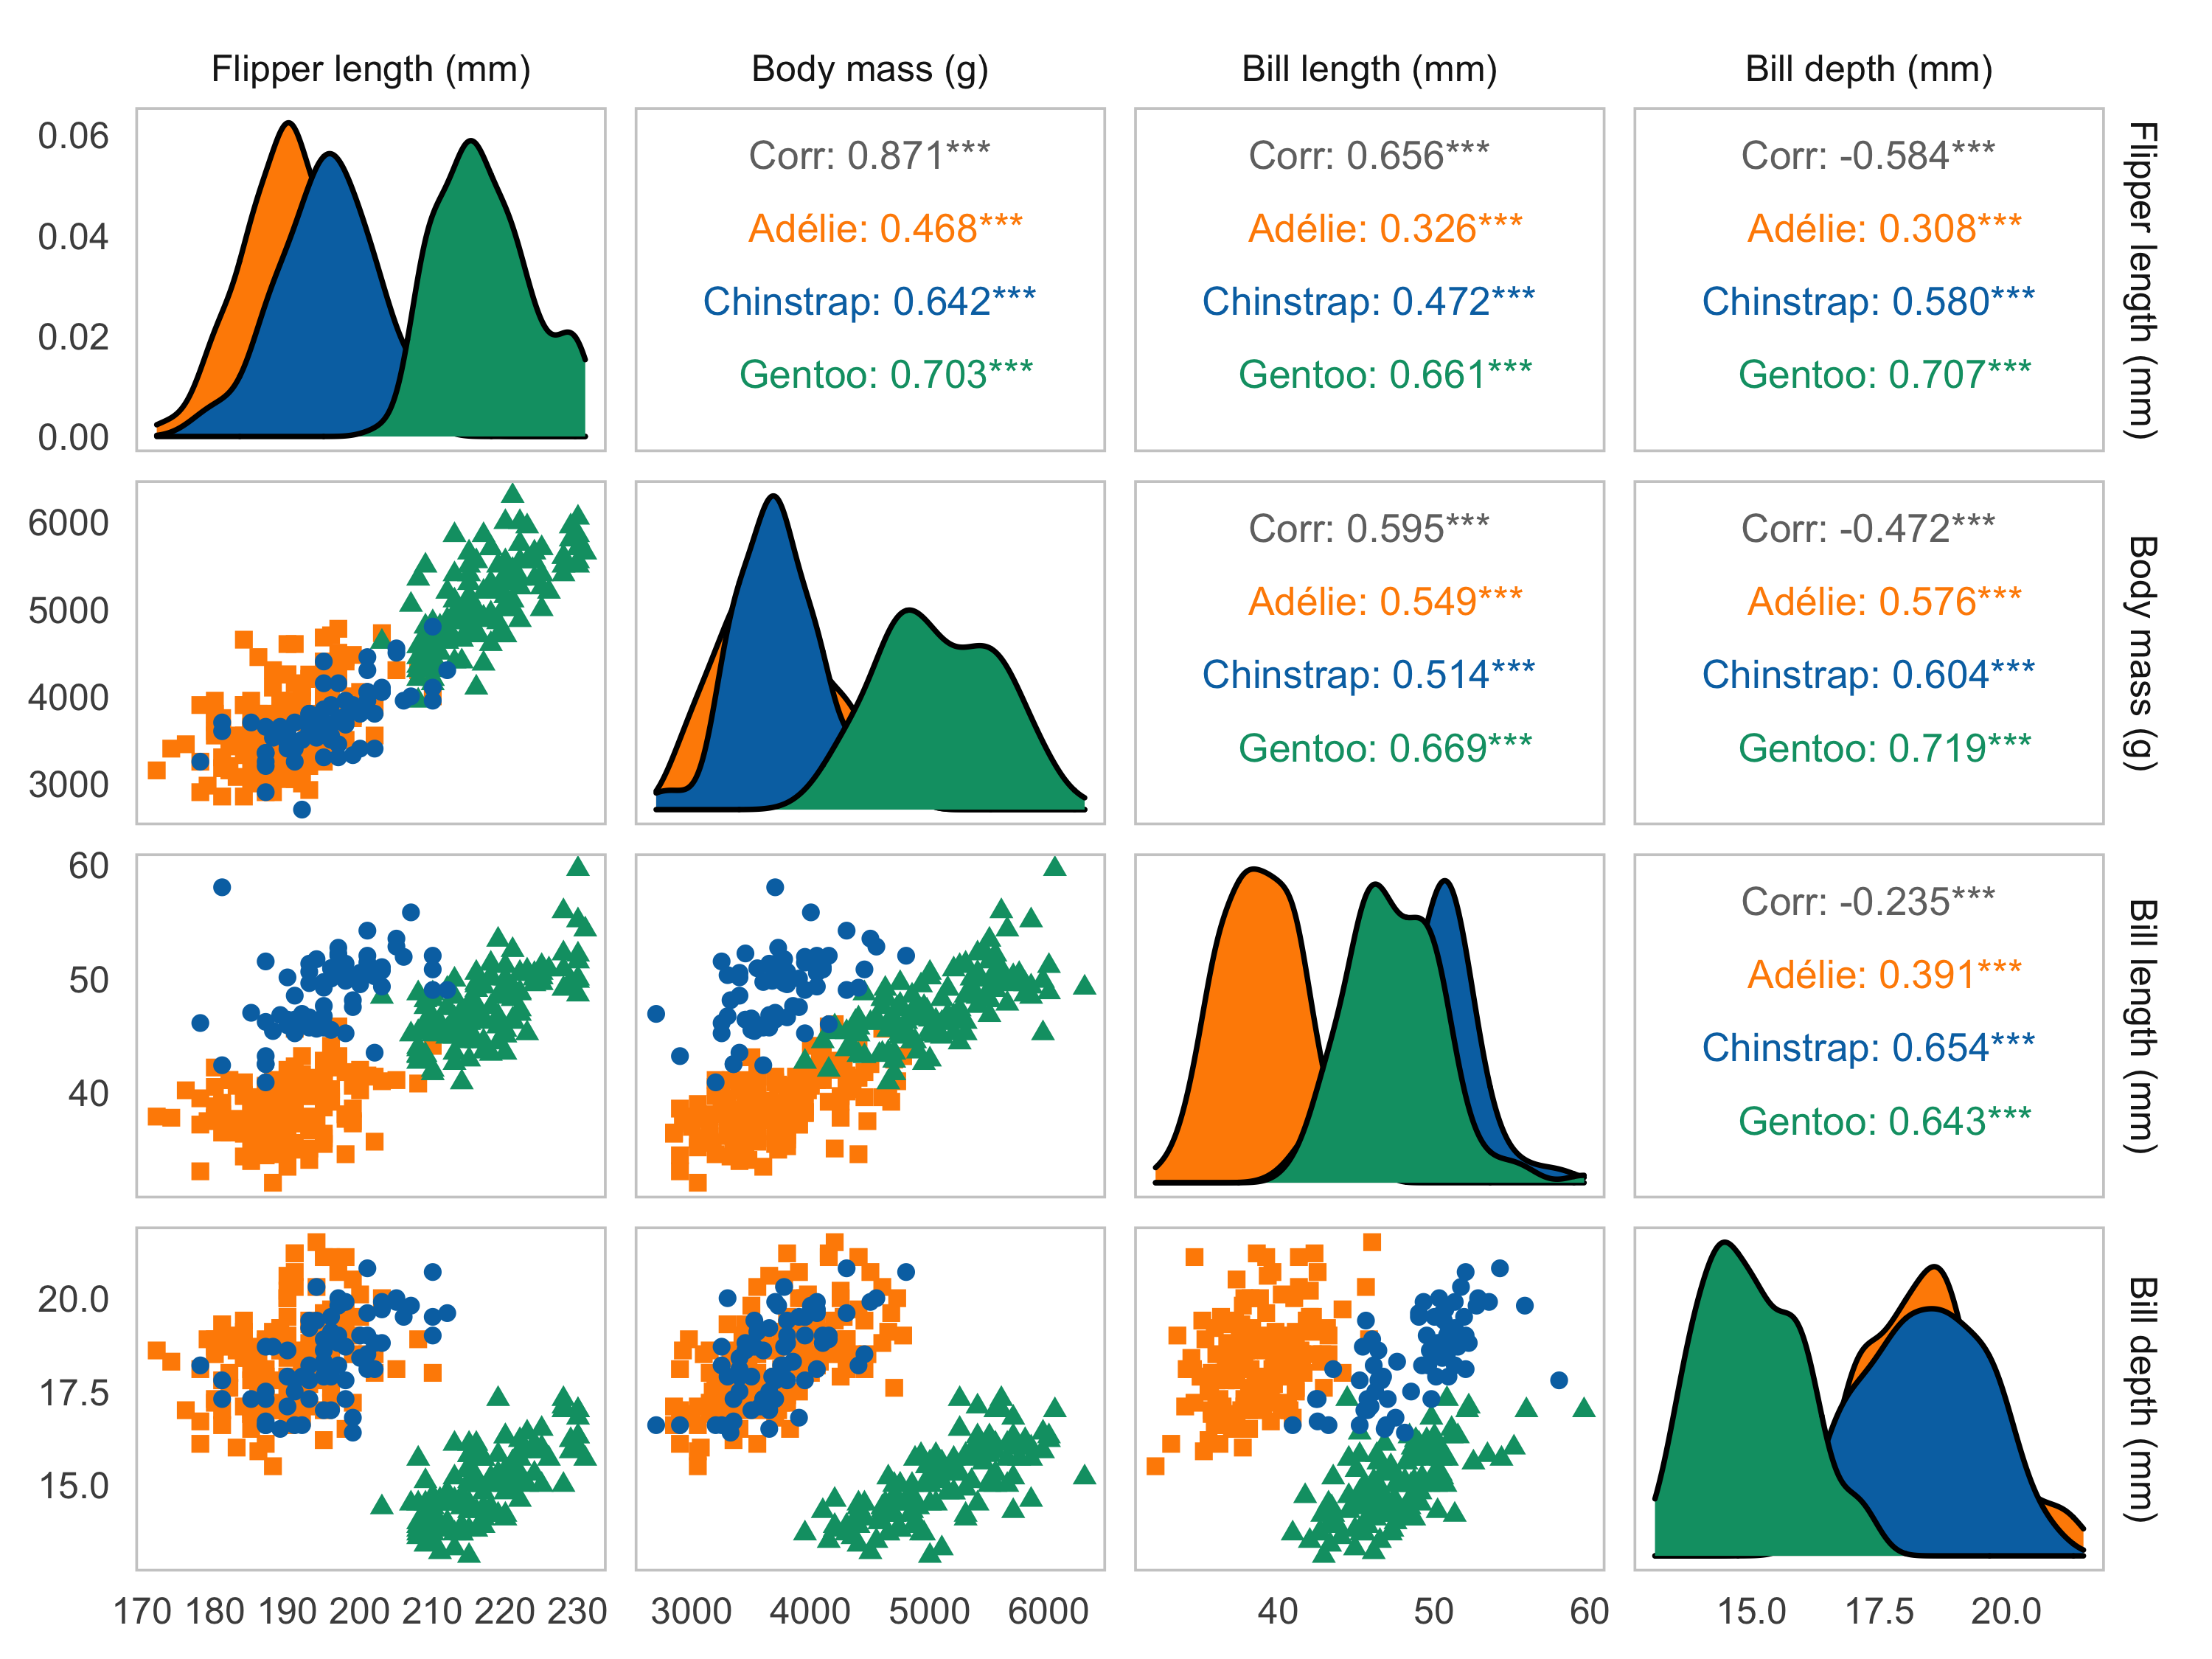 Flipper length (mm)
Body mass (g)
Bill length (mm)
Bill depth (mm)
0.06
0.04
0.02
0.00
Corr: 0.871***
Adélie: 0.468***
Chinstrap: 0.642***
Gentoo: 0.703***
Corr: 0.656***
Adélie: 0.326***
Chinstrap: 0.472***
Gentoo: 0.661***
Corr: -0.584***
Adélie: 0.308***
Chinstrap: 0.580***
Gentoo: 0.707***
Flipper length (mm)
6000
5000
4000
3000
Corr: 0.595***
Adélie: 0.549***
Chinstrap: 0.514***
Gentoo: 0.669***
Corr: -0.472***
Adélie: 0.576***
Chinstrap: 0.604***
Gentoo: 0.719***
Body mass (g)
60
50
40
Corr: -0.235***
Adélie: 0.391***
Chinstrap: 0.654***
Gentoo: 0.643***
Bill length (mm)
20.0
17.5
15.0
Bill depth (mm)
170 180 190 200 210 220 230
3000 4000 5000 6000
40 50 60
15.0 17.5 20.0